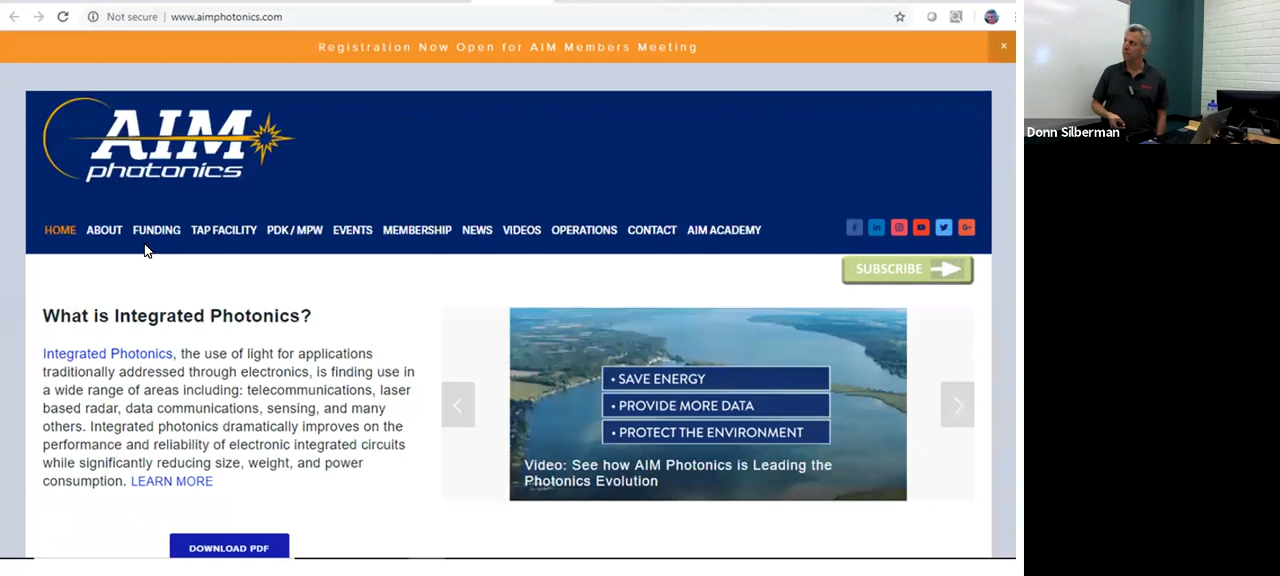 Not secure | www.aimphotonics.com
Registration Now Open for AIM Members Meeting
×
AIM
photonics
HOME ABOUT FUNDING TAP FACILITY PDK / MPW EVENTS MEMBERSHIP NEWS VIDEOS OPERATIONS CONTACT AIM ACADEMY
SUBSCRIBE
What is Integrated Photonics?
Integrated Photonics, the use of light for applications
traditionally addressed through electronics, is finding use in
a wide range of areas including: telecommunications, laser
based radar, data communications, sensing, and many
others. Integrated photonics dramatically improves on the
performance and reliability of electronic integrated circuits
while significantly reducing size, weight, and power
consumption. LEARN MORE
DOWNLOAD PDF
• SAVE ENERGY
• PROVIDE MORE DATA
• PROTECT THE ENVIRONMENT
Video: See how AIM Photonics is Leading the
Photonics Evolution
Donn Silberman